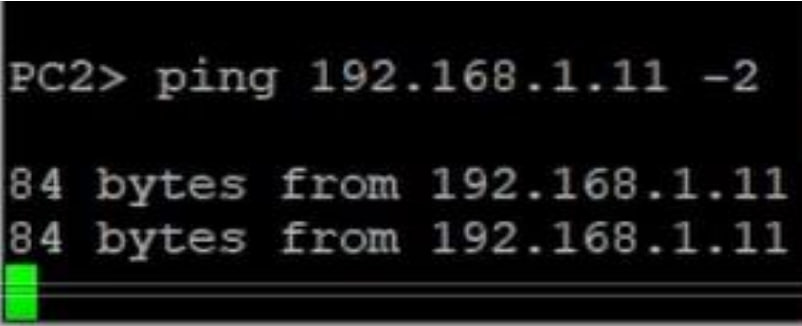 PC2> ping 192.168.1.11 -2
84 bytes from 192.168.1.11
84 bytes from 192.168.1.11